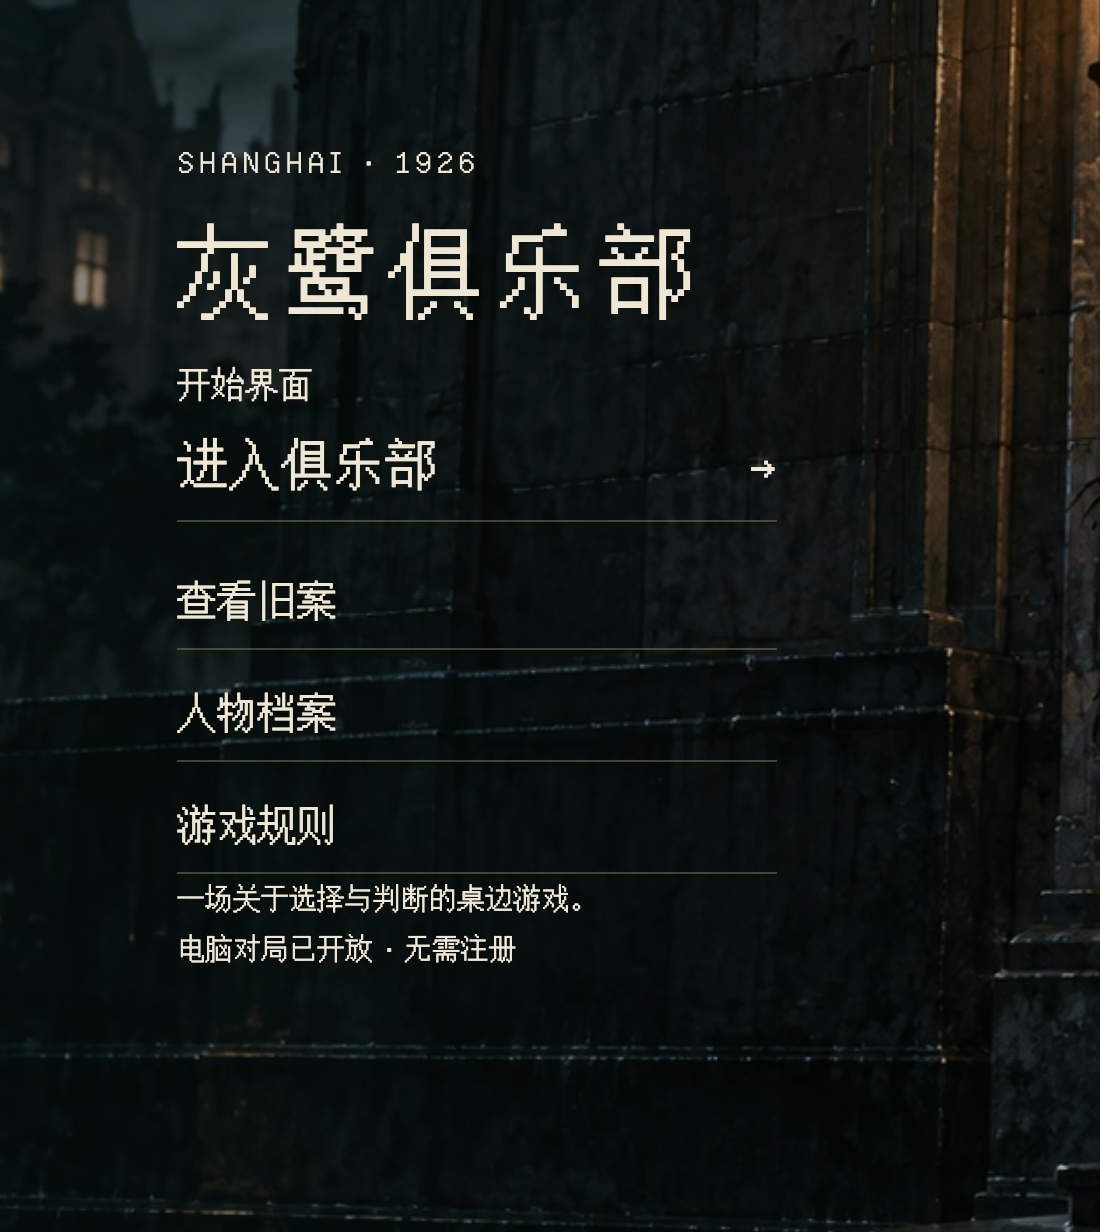 SHANGHAI · 1926
灰鹭俱乐部
开始界面
进入俱乐部 →
查看旧案
人物档案
游戏规则
一场关于选择与判断的桌边游戏。
电脑对局已开放 · 无需注册